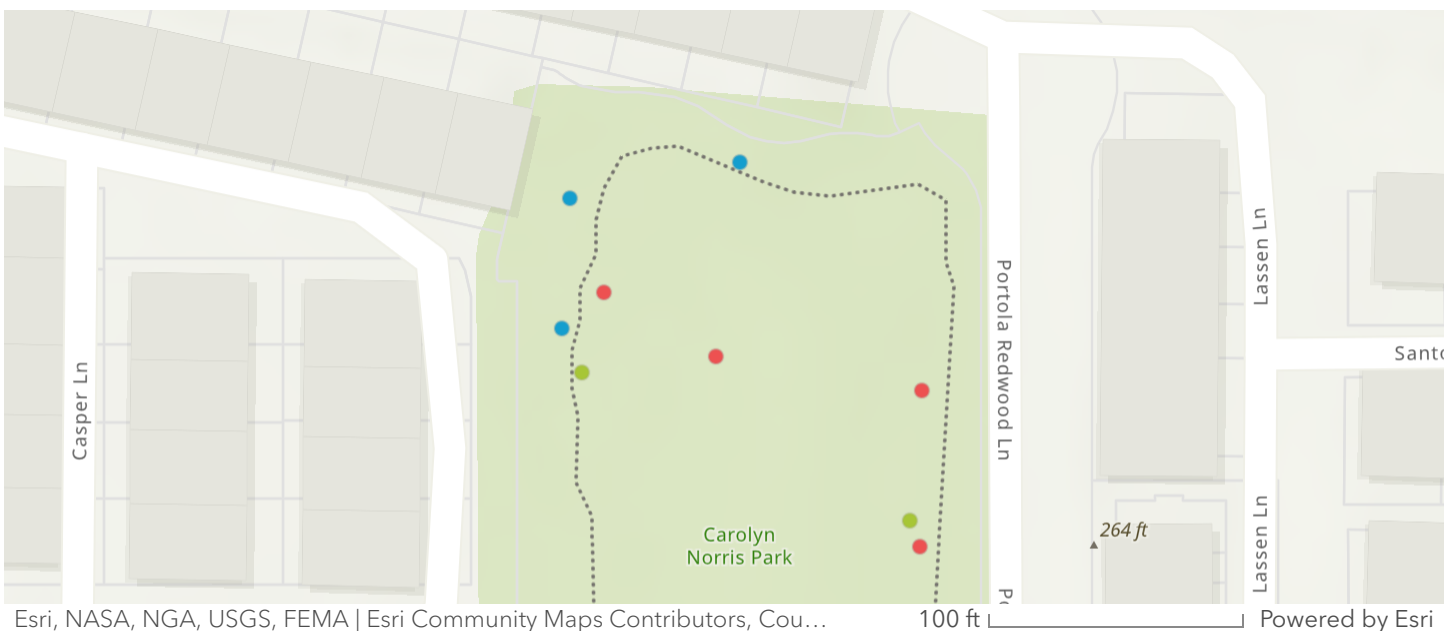 Lassen Ln
Portola Redwood Ln
Casper Ln
Santo
Carolyn
Norris Park
264 ft
Lassen Ln
Po
Esri, NASA, NGA, USGS, FEMA | Esri Community Maps Contributors, Cou…
100 ft
Powered by Esri